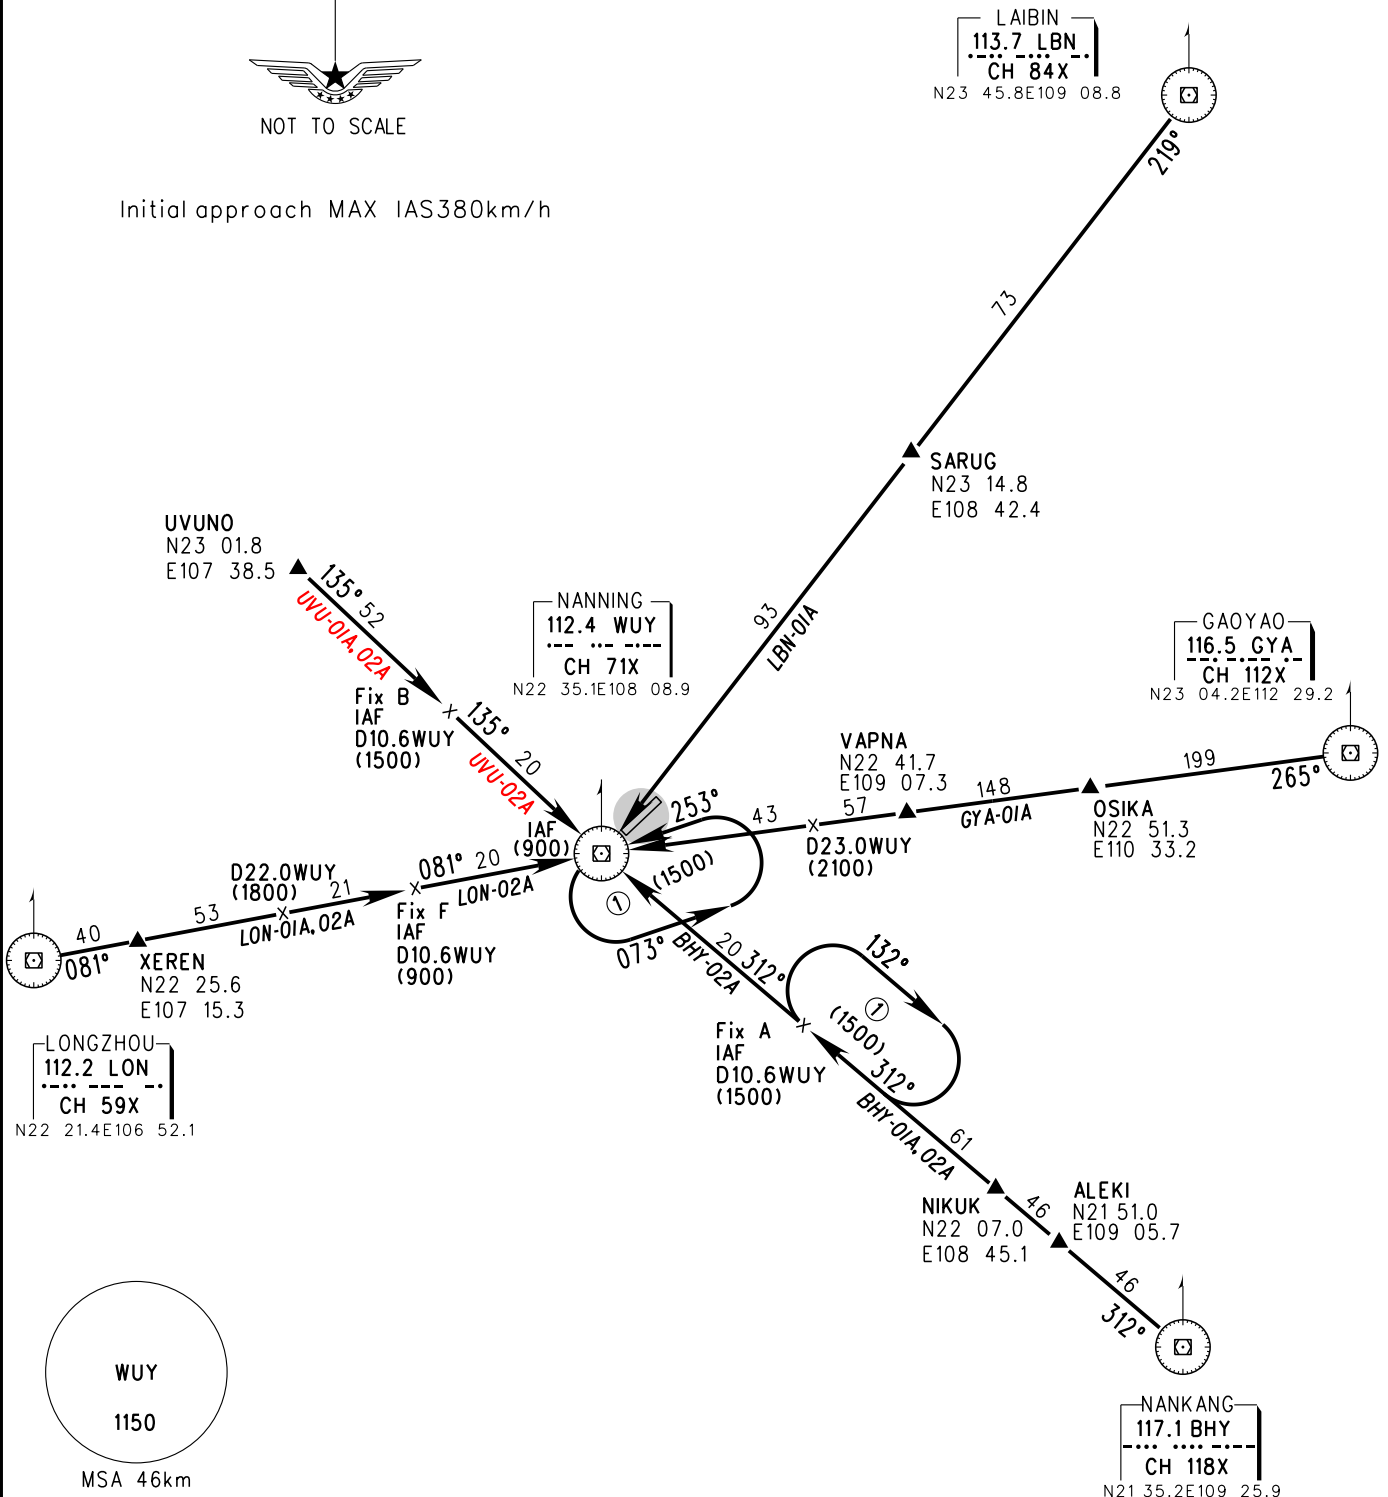 LAIBIN
113.7 LBN
CH 84X
N23 45.8E109 08.8
NOT TO SCALE
219°
Initial approach MAX IAS380km/h
73
SARUG
N23 14.8
E108 42.4
UVUNO
N23 01.8
E107 38.5
135° 52
UVU-01A,02A
NANNING
112.4 WUY
CH 71X
N22 35.1E108 08.9
93
LBN-01A
GAOYAO
116.5 GYA
CH 112X
N23 04.2E112 29.2
Fix B
IAF
D10.6WUY
(1500)
135°
20
UVU-02A
VAPNA
N22 41.7
E109 07.3
199
265°
148
GYA-01A
OSIKA
N22 51.3
E110 33.2
253°
43
57
D23.0WUY
(2100)
IAF
(900)
(1500)
1
073°
D22.0WUY
(1800)
081° 20
LON-02A
21
53
LON-01A,02A
40
081°
XEREN
N22 25.6
E107 15.3
Fix F
IAF
D10.6WUY
(900)
20 312°
BHY-02A
132°
1
(1500)
312°
Fix A
IAF
D10.6WUY
(1500)
LONGZHOU
112.2 LON
CH 59X
N22 21.4E106 52.1
BHY-01A,02A
61
NIKUK
N22 07.0
E108 45.1
46
ALEKI
N21 51.0
E109 05.7
46
312°
WUY
1150
MSA 46km
NANKANG
117.1 BHY
CH 118X
N21 35.2E109 25.9